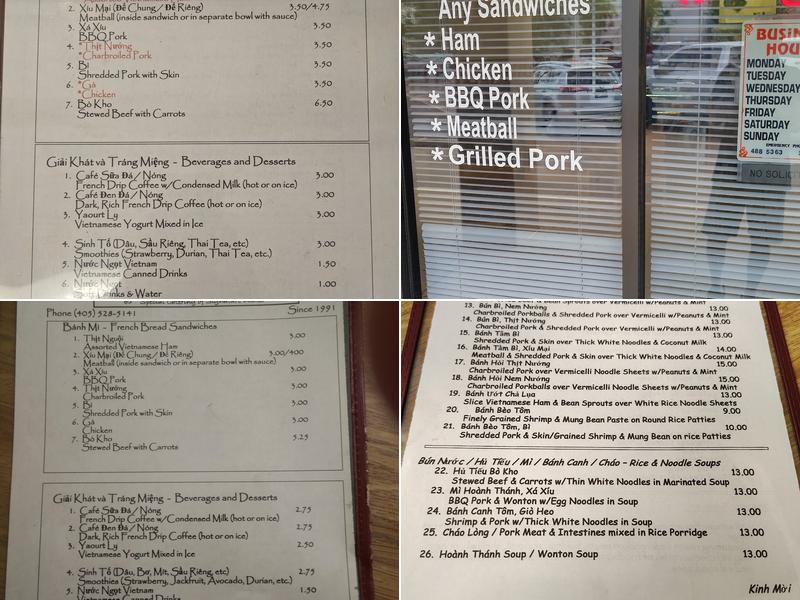 2. Xíu Mại (Để Chung / Để Riêng) 3.50/4.75
Meatball (inside sandwich or in separate bowl with sauce)
3. Xá Xíu 3.50
BBQ Pork
4. *Thịt Nướng 3.50
*Charbroiled Pork
5. Bì 3.50
Shredded Pork with Skin
6. *Gà 3.50
*Chicken
7. Bò Kho 6.50
Stewed Beef with Carrots
Giải Khát và Tráng Miệng - Beverages and Desserts
1. Café Sữa Đá / Nóng 3.00
French Drip Coffee w/Condensed Milk (hot or on ice)
2. Café Đen Đá / Nóng 3.00
Dark, Rich French Drip Coffee (hot or on ice)
3. Yaourt Ly 3.00
Vietnamese Yogurt Mixed in Ice
4. Sinh Tố (Dâu, Sầu Riêng, Thai Tea, etc) 3.00
Smoothies (Strawberry, Durian, Thai Tea, etc.)
5. Nước Ngọt Vietnam 1.50
Vietnamese Canned Drinks
6. Nước Ngọt 1.00
Drinks & Water
Any Sandwiches
* Ham
* Chicken
* BBQ Pork
* Meatball
* Grilled Pork
BUSIN
HOU
MONDAY
TUESDAY
WEDNESDAY
THURSDAY
FRIDAY
SATURDAY
SUNDAY
EMERGENCY PH
488 5363
NO SOLICI
Phone (405) 528-5141 Since 1991
Bánh Mì - French Bread Sandwiches
1. Thịt Nguội 3.00
Assorted Vietnamese Ham
2. Xíu Mại (Để Chung / Để Riêng) 3.00/4.00
Meatball (inside sandwich or in separate bowl with sauce)
3. Xá Xíu 3.00
BBQ Pork
4. Thịt Nướng 3.00
Charbroiled Pork
5. Bì 3.00
Shredded Pork with Skin
6. Gà 3.00
Chicken
7. Bò Kho 5.25
Stewed Beef with Carrots
Giải Khát và Tráng Miệng - Beverages and Desserts
1. Café Sữa Đá / Nóng 2.75
French Drip Coffee w/Condensed Milk (hot or on ice)
2. Café Đen Đá / Nóng 2.75
Dark, Rich French Drip Coffee (hot or on ice)
3. Yaourt Ly 2.50
Vietnamese Yogurt Mixed in Ice
4. Sinh Tố (Dâu, Bơ, Mít, Sầu Riêng, etc) 2.75
Smoothies (Strawberry, Jackfruit, Avocado, Durian, etc.)
5. Nước Ngọt Vietnam 1.50
Vietnamese Canned Drinks
13. Bún Bì, Nem Nướng 13.00
Charbroiled Porkballs & Shredded Pork over Vermicelli w/Peanuts & Mint
14. Bún Bì, Thịt Nướng 13.00
Charbroiled Pork & Shredded Pork over Vermicelli w/Peanuts & Mint
15. Bánh Tằm Bì 13.00
Shredded Pork & Skin over Thick White Noodles & Coconut Milk
16. Bánh Tằm Bì, Xíu Mại 14.00
Meatball & Shredded Pork & Skin over Thick White Noodles & Coconut Milk
17. Bánh Hỏi Thịt Nướng 15.00
Charbroiled Pork over Vermicelli Noodle Sheets w/Peanuts & Mint
18. Bánh Hỏi Nem Nướng 15.00
Charbroiled Porkballs over Vermicelli Noodle Sheets w/Peanuts & Mint
19. Bánh Ướt Chả Lụa 13.00
Slice Vietnamese Ham & Bean Sprouts over White Rice Noodle Sheets
20. Bánh Bèo Tôm 9.00
Finely Grained Shrimp & Mung Bean Paste on Round Rice Patties
21. Bánh Bèo Tôm, Bì 10.00
Shredded Pork & Skin/Grained Shrimp & Mung Bean on rice Patties
Bún Nước / Hủ Tiếu / Mì / Bánh Canh / Cháo - Rice & Noodle Soups
22. Hủ Tiếu Bò Kho 13.00
Stewed Beef & Carrots w/Thin White Noodles in Marinated Soup
23. Mì Hoành Thánh, Xá Xíu 13.00
BBQ Pork & Wonton w/Egg Noodles in Soup
24. Bánh Canh Tôm, Giò Heo 13.00
Shrimp & Pork w/Thick White Noodles in Soup
25. Cháo Lòng / Pork Meat & Intestines mixed in Rice Porridge 13.00
26. Hoành Thánh Soup / Wonton Soup 13.00
Kính Mời